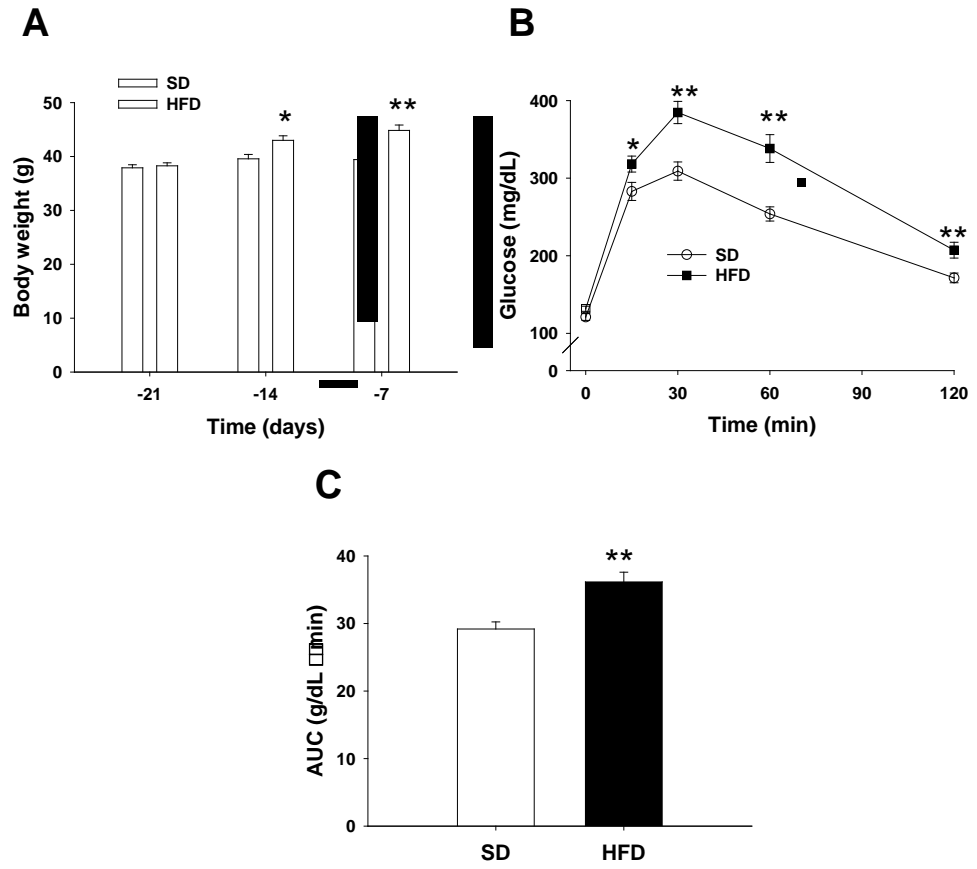 A
SD
HFD
50
40
30
20
10
0
* **
Body weight (g)
-21 -14 -7
Time (days)
B
400
300
200
100
0
* ** ** **
Glucose (mg/dL)
SD
HFD
0 30 60 90 120
Time (min)
C
40
30
20
10
0
**
AUC (g/dL min)
SD HFD